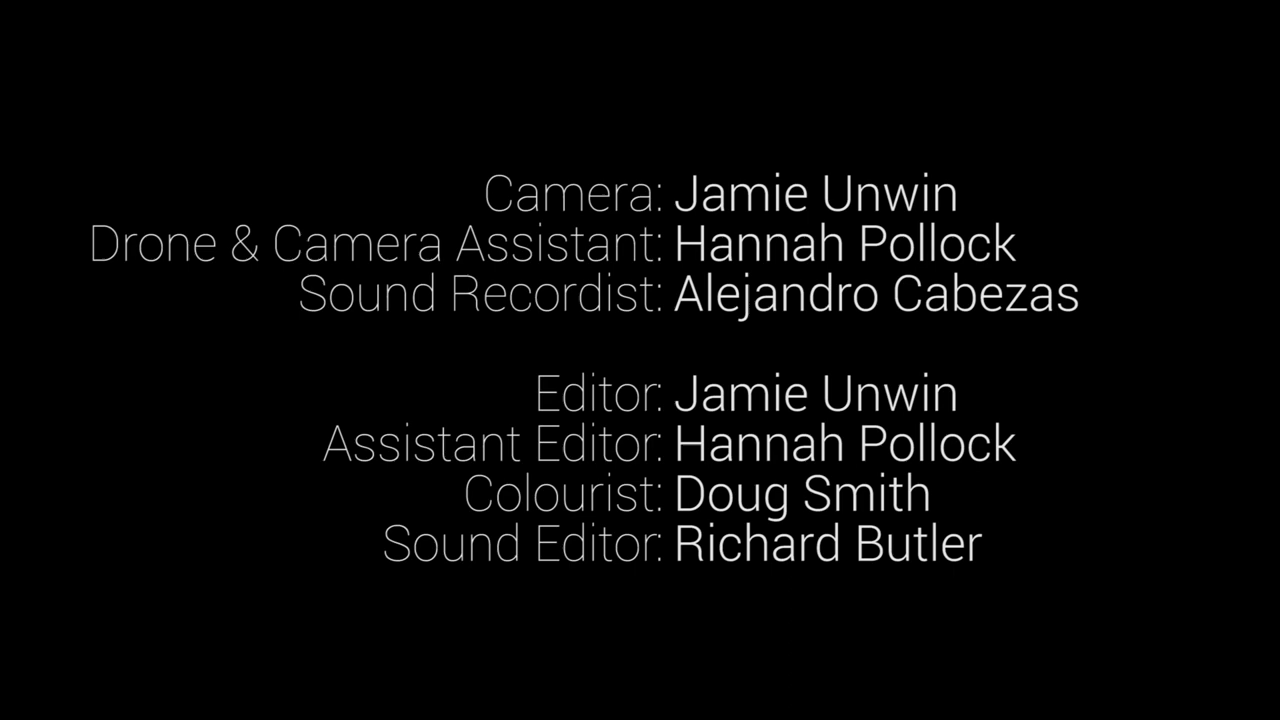 Camera: Jamie Unwin
Drone & Camera Assistant: Hannah Pollock
Sound Recordist: Alejandro Cabezas
Editor: Jamie Unwin
Assistant Editor: Hannah Pollock
Colourist: Doug Smith
Sound Editor: Richard Butler